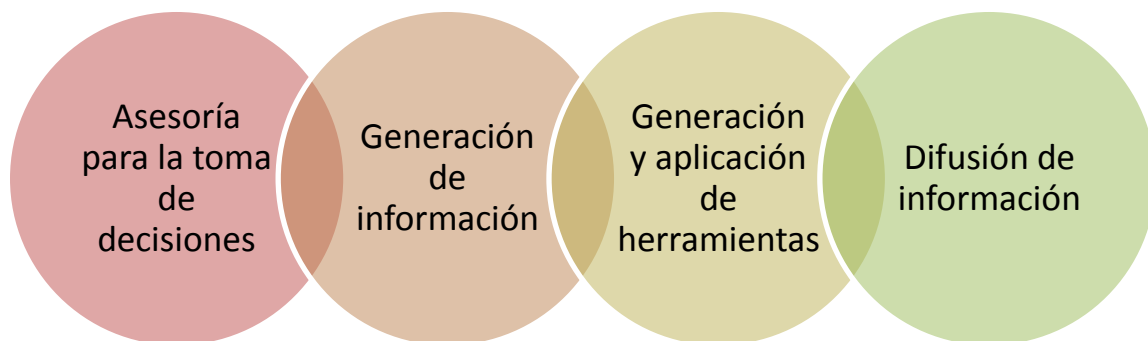 Asesoría
para la toma
de
decisiones
Generación
de
información
Generación
y aplicación
de
herramientas
Difusión de
información